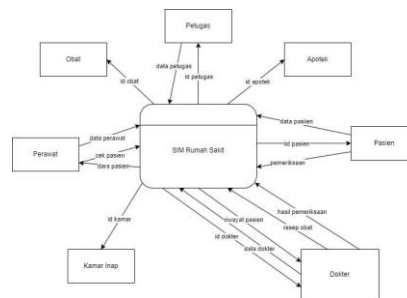 Petugas
Obat
Apotek
data petugas
id petugas
id obat
id apotek
data pasien
data perawat
Perawat
cek pasien
data pasien
SIM Rumah Sakit
id pasien
Pasien
pemeriksaan
id kamar
riwayat pasien
id dokter
data dokter
hasil pemeriksaan
resep obat
Kamar Inap
Dokter